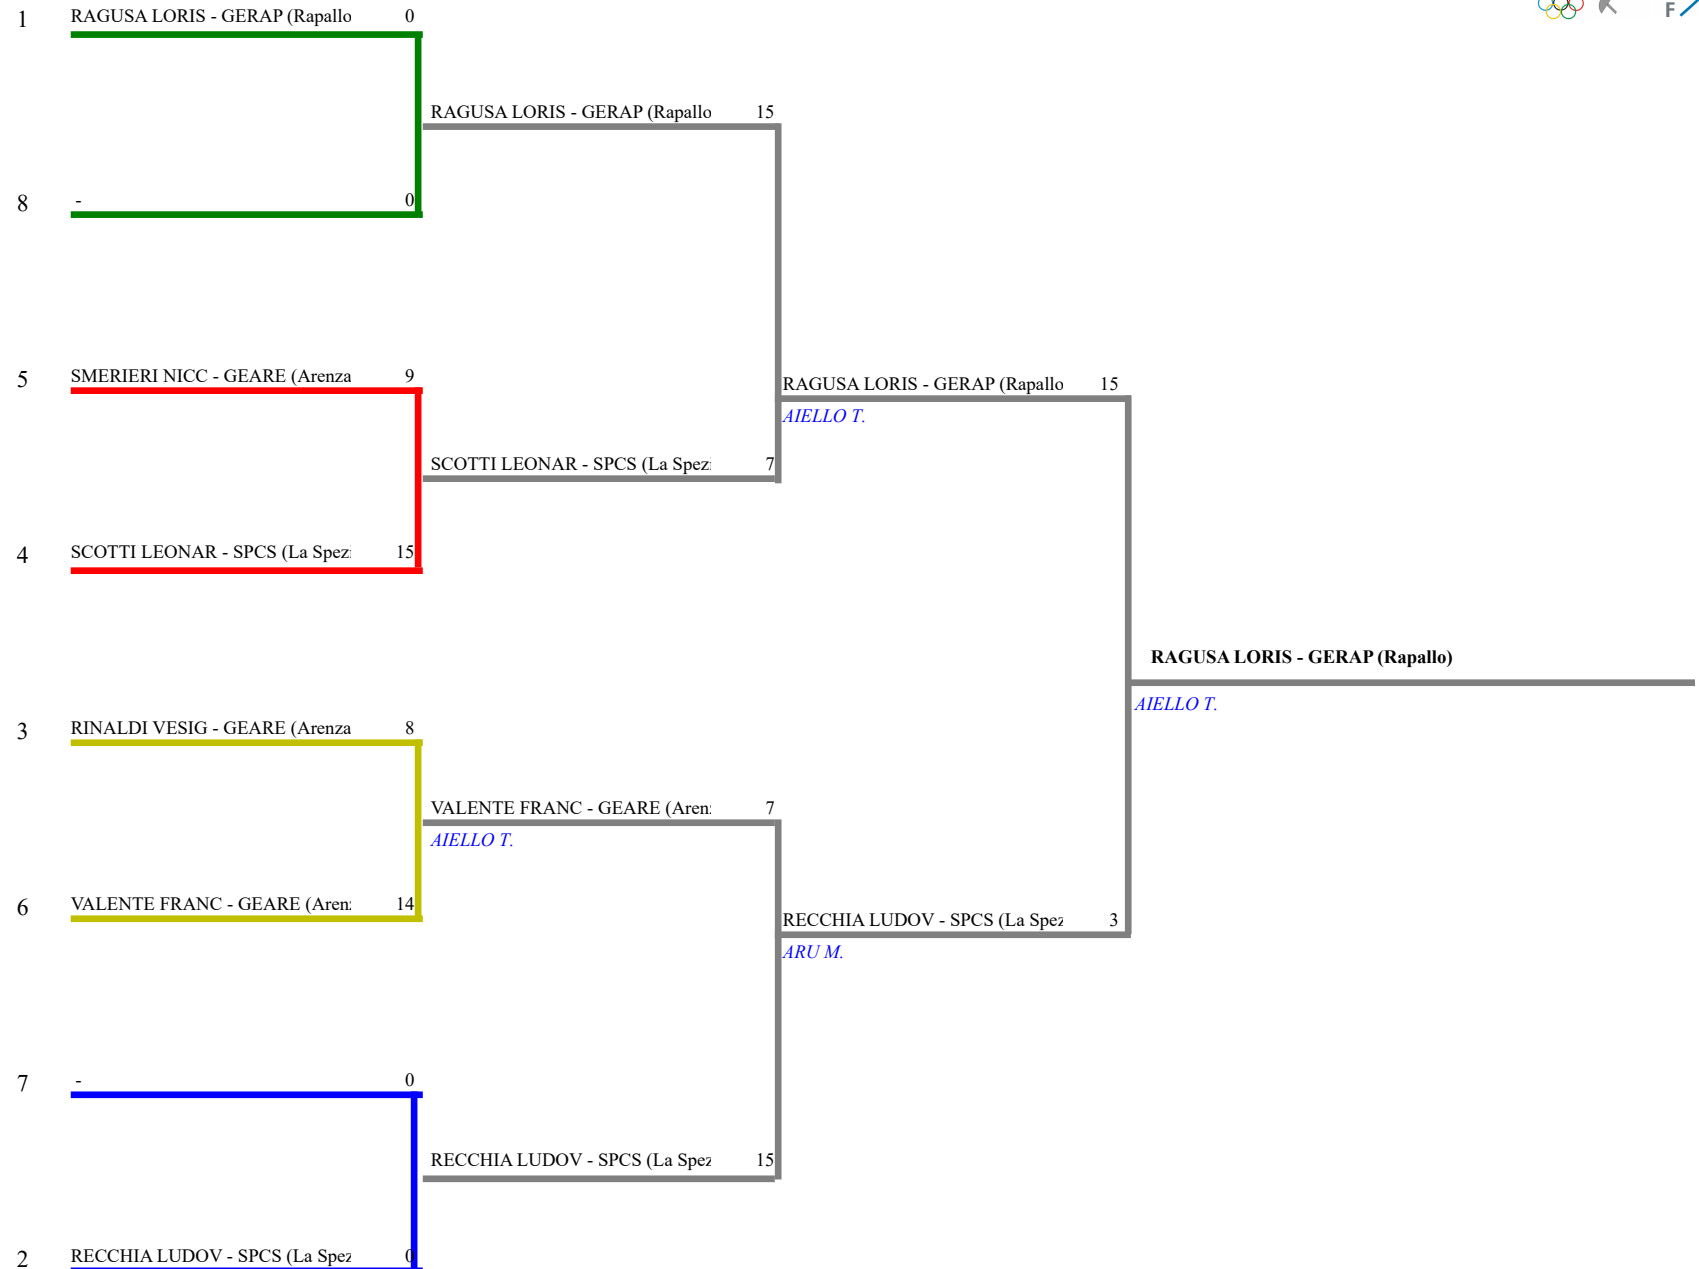 F
1 RAGUSA LORIS - GERAP (Rapallo 0
RAGUSA LORIS - GERAP (Rapallo 15
8 - 0
5 SMERIERI NICC - GEARE (Arenza 9
RAGUSA LORIS - GERAP (Rapallo 15
AIELLO T.
SCOTTI LEONAR - SPCS (La Spezi 7
4 SCOTTI LEONAR - SPCS (La Spezi 15
RAGUSA LORIS - GERAP (Rapallo)
AIELLO T.
3 RINALDI VESIG - GEARE (Arenza 8
VALENTE FRANC - GEARE (Aren 7
AIELLO T.
6 VALENTE FRANC - GEARE (Aren 14
RECCHIA LUDOV - SPCS (La Spez 3
ARU M.
7 - 0
RECCHIA LUDOV - SPCS (La Spez 15
2 RECCHIA LUDOV - SPCS (La Spez 0